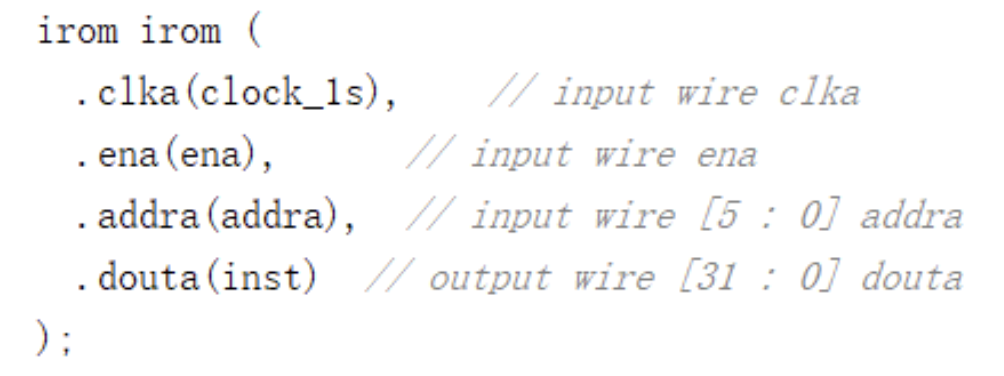 irom irom (
.clka(clock_1s), // input wire clka
.ena(ena), // input wire ena
.addra(addra), // input wire [5 : 0] addra
.douta(inst) // output wire [31 : 0] douta
);